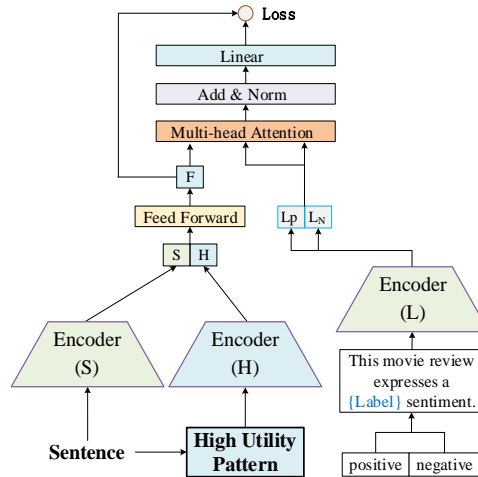 Loss
Linear
Add & Norm
Multi-head Attention
F
Feed Forward
Lp LN
S H
Encoder
(S)
Encoder
(H)
Encoder
(L)
This movie review
expresses a
{Label} sentiment.
Sentence
High Utility
Pattern
positive negative